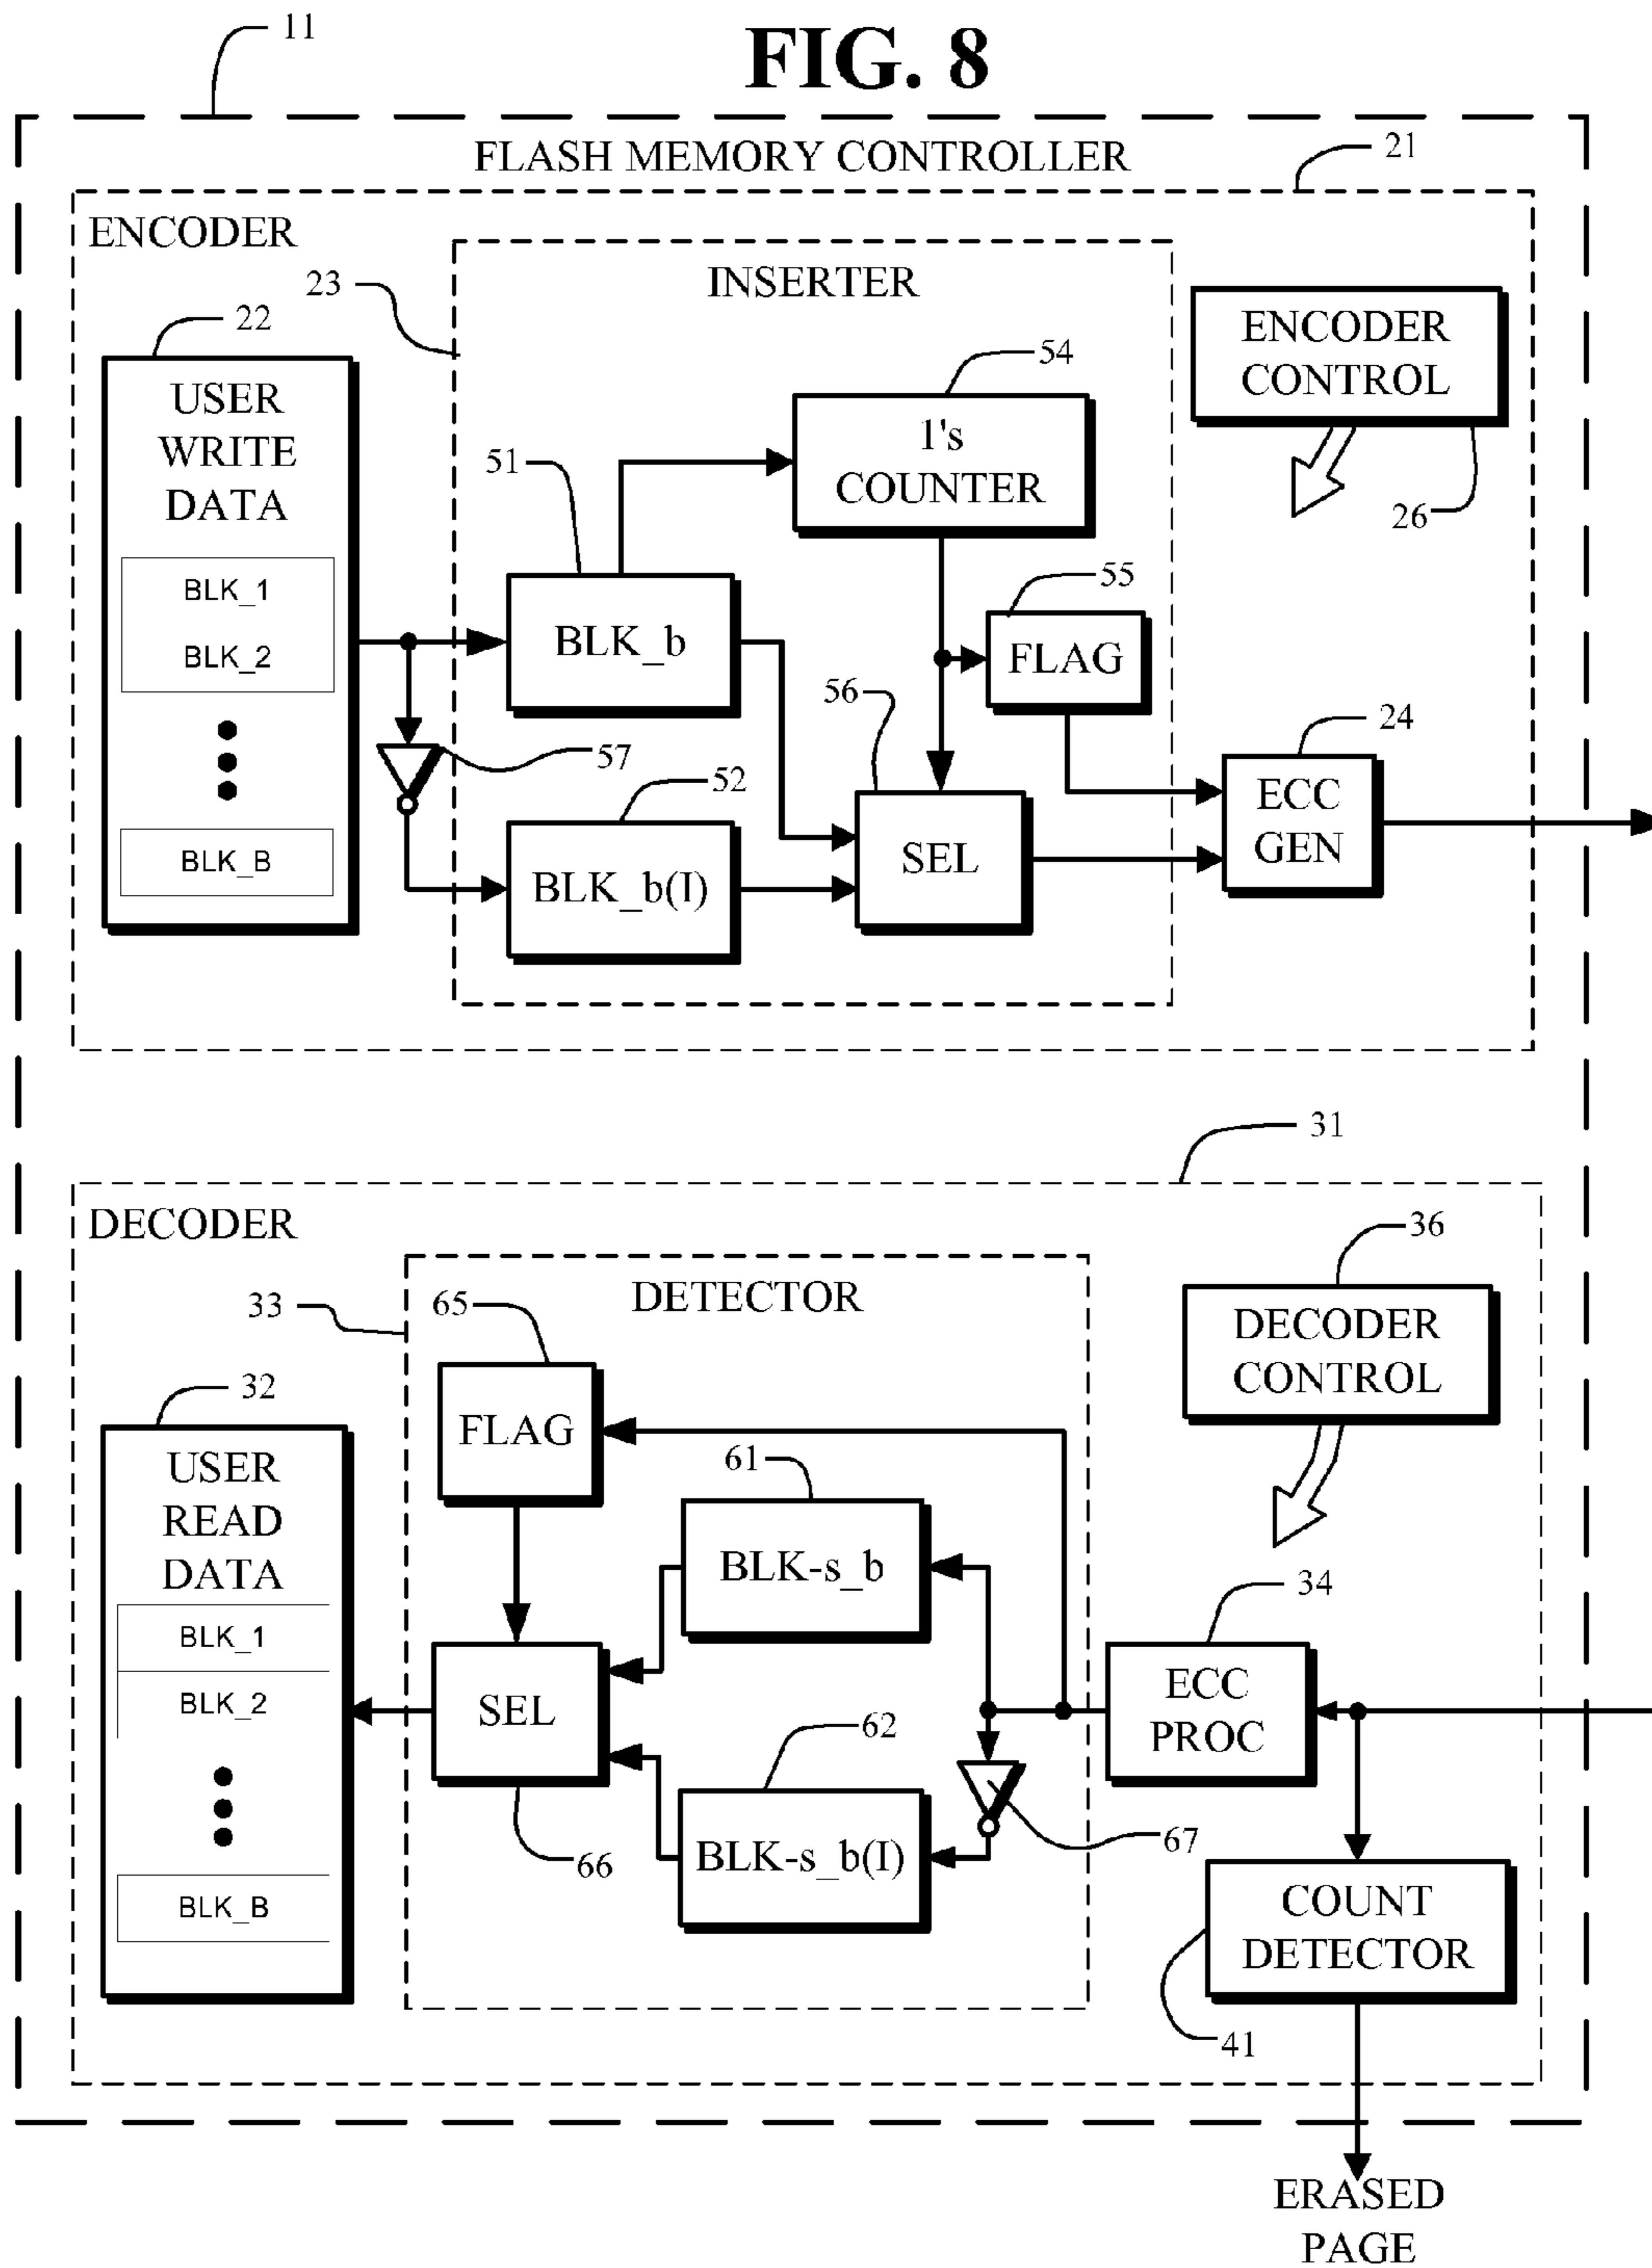 11
FIG. 8
FLASH MEMORY CONTROLLER
21
ENCODER
23
INSERTER
22
ENCODER
CONTROL
26
USER
WRITE
DATA
54
1's
COUNTER
51
BLK_1
BLK_2
BLK_b
55
FLAG
56
57
52
24
BLK_B
BLK_b(I)
SEL
ECC
GEN
31
DECODER
36
DETECTOR
65
33
DECODER
CONTROL
32
FLAG
USER
READ
DATA
61
BLK-s_b
34
BLK_1
BLK_2
SEL
ECC
PROC
62
67
66
BLK-s_b(I)
BLK_B
COUNT
DETECTOR
41
ERASED
PAGE